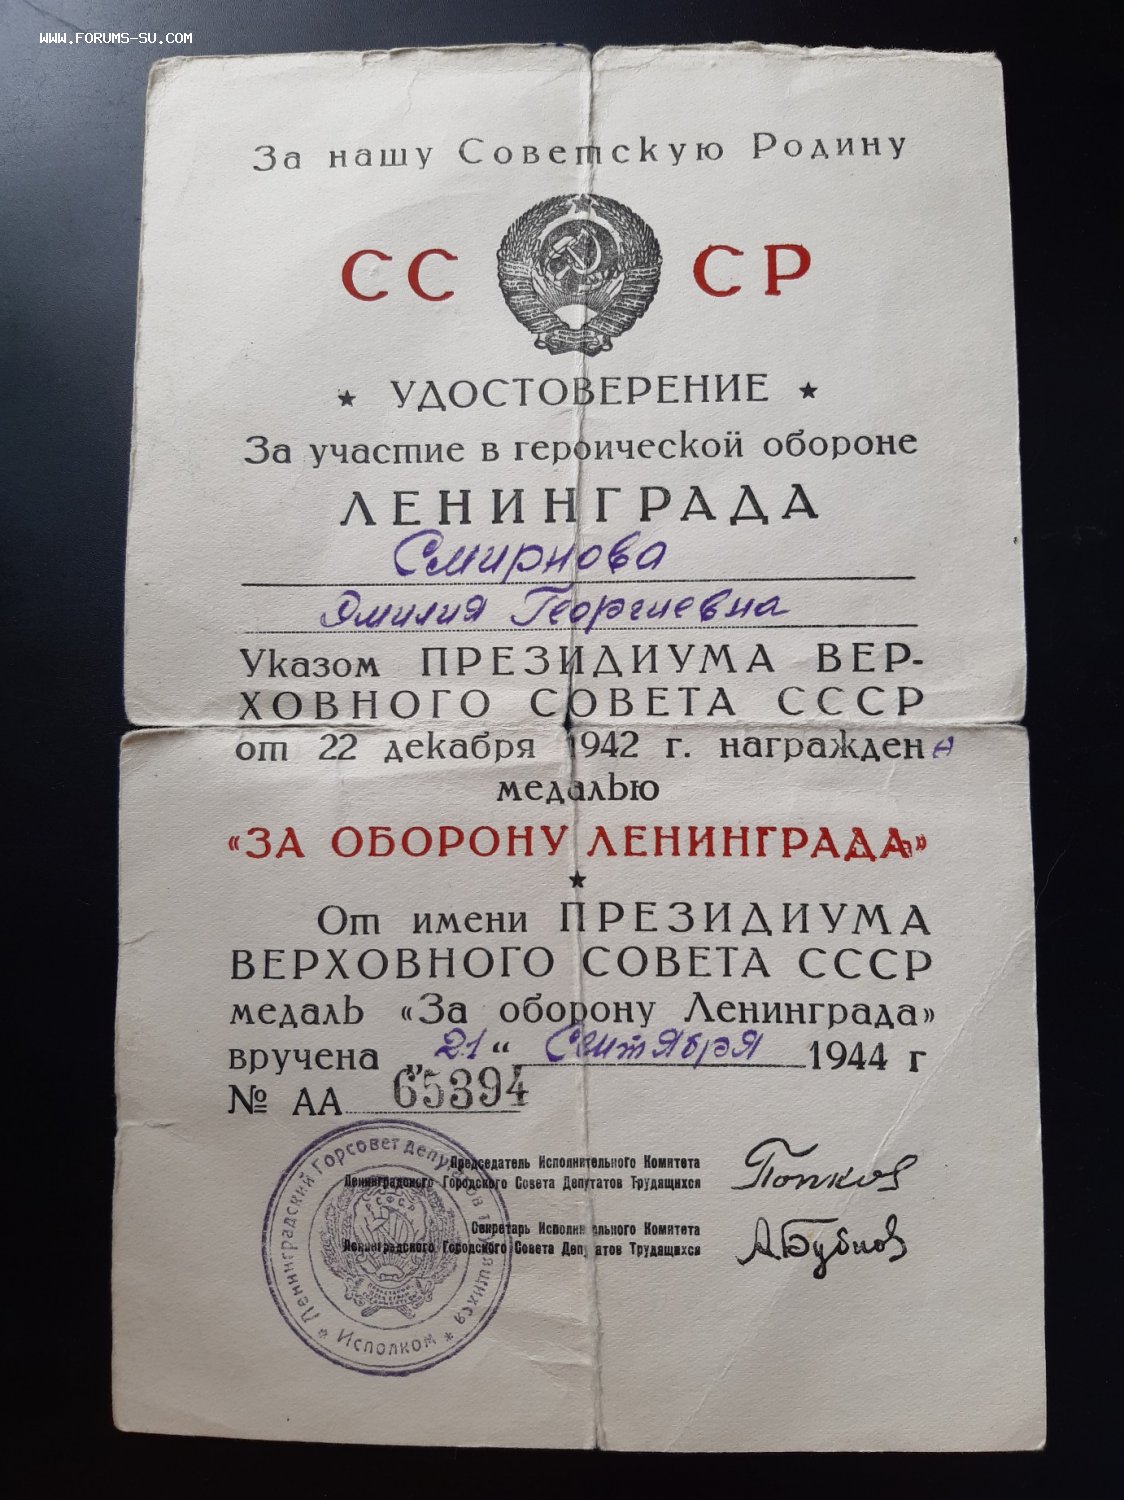 WWW.FORUMS-SU.COM
За нашу Советскую Родину
СС СР
★ УДОСТОВЕРЕНИЕ ★
За участие в героической обороне
ЛЕНИНГРАДА
Смирнова
Эмилия Георгиевна
Указом ПРЕЗИДИУМА ВЕР-
ХОВНОГО СОВЕТА СССР
от 22 декабря 1942 г. награждена
медалью
«ЗА ОБОРОНУ ЛЕНИНГРАДА»
★
От имени ПРЕЗИДИУМА
ВЕРХОВНОГО СОВЕТА СССР
медаль «За оборону Ленинграда»
вручена „21“ Сентября 1944 г
№ АА 65394
Председатель Исполнительного Комитета
Ленинградского Городского Совета Депутатов Трудящихся
Попков
Секретарь Исполнительного Комитета
Ленинградского Городского Совета Депутатов Трудящихся
А.Бубнов
Ленинградский Горсовет депутатов трудящихся
★ Исполком ★
РСФСР